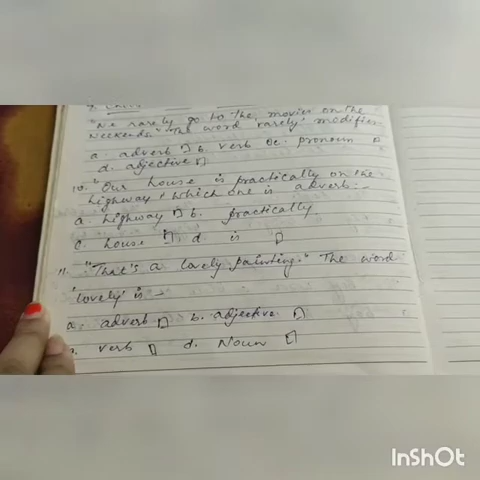 "We rarely go to the movies on the
weekends" The word 'rarely' modifies
a. adverb b. verb c. pronoun
d. adjective
10. "Our house is practically on the
highway" which one is adverb:-
a. highway b. practically
c. house d. is
11. "That's a lovely painting." The word
'lovely' is -
a. adverb b. adjective
verb d. Noun
InShOt